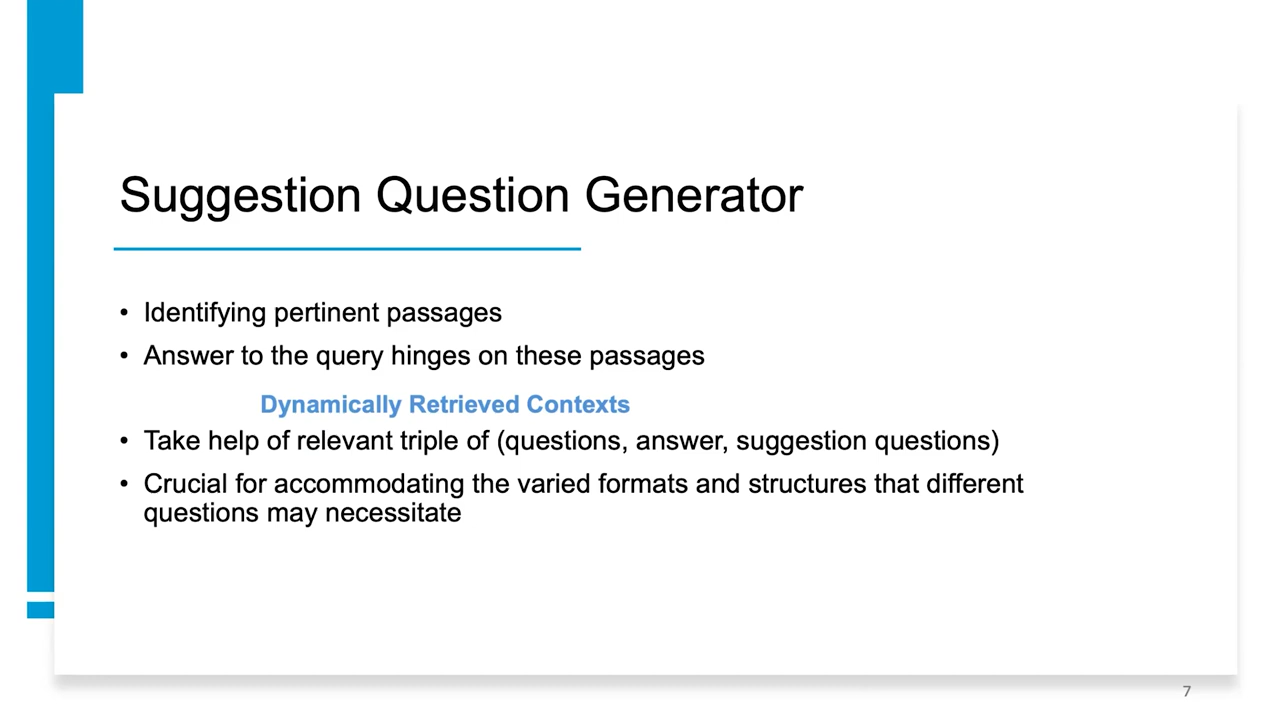 Suggestion Question Generator
• Identifying pertinent passages
• Answer to the query hinges on these passages
Dynamically Retrieved Contexts
• Take help of relevant triple of (questions, answer, suggestion questions)
• Crucial for accommodating the varied formats and structures that different
questions may necessitate
7